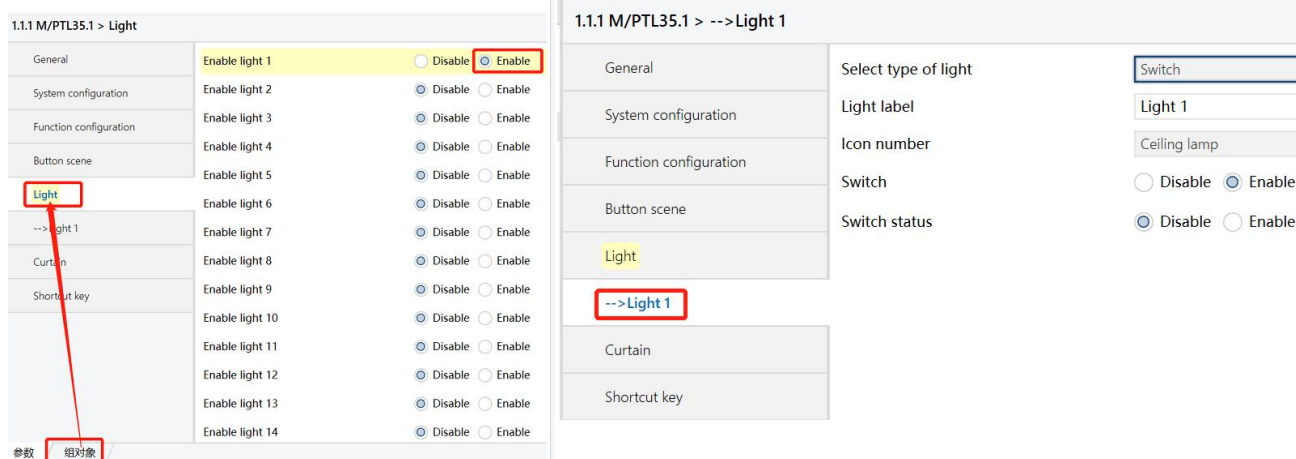 1.1.1 M/PTL35.1 > Light
General
System configuration
Function configuration
Button scene
Light
-->Light 1
Curtain
Shortcut key
Enable light 1 Disable Enable
Enable light 2 Disable Enable
Enable light 3 Disable Enable
Enable light 4 Disable Enable
Enable light 5 Disable Enable
Enable light 6 Disable Enable
Enable light 7 Disable Enable
Enable light 8 Disable Enable
Enable light 9 Disable Enable
Enable light 10 Disable Enable
Enable light 11 Disable Enable
Enable light 12 Disable Enable
Enable light 13 Disable Enable
Enable light 14 Disable Enable
参数 组对象
1.1.1 M/PTL35.1 > -->Light 1
General
System configuration
Function configuration
Button scene
Light
-->Light 1
Curtain
Shortcut key
Select type of light Switch
Light label Light 1
Icon number Ceiling lamp
Switch Disable Enable
Switch status Disable Enable